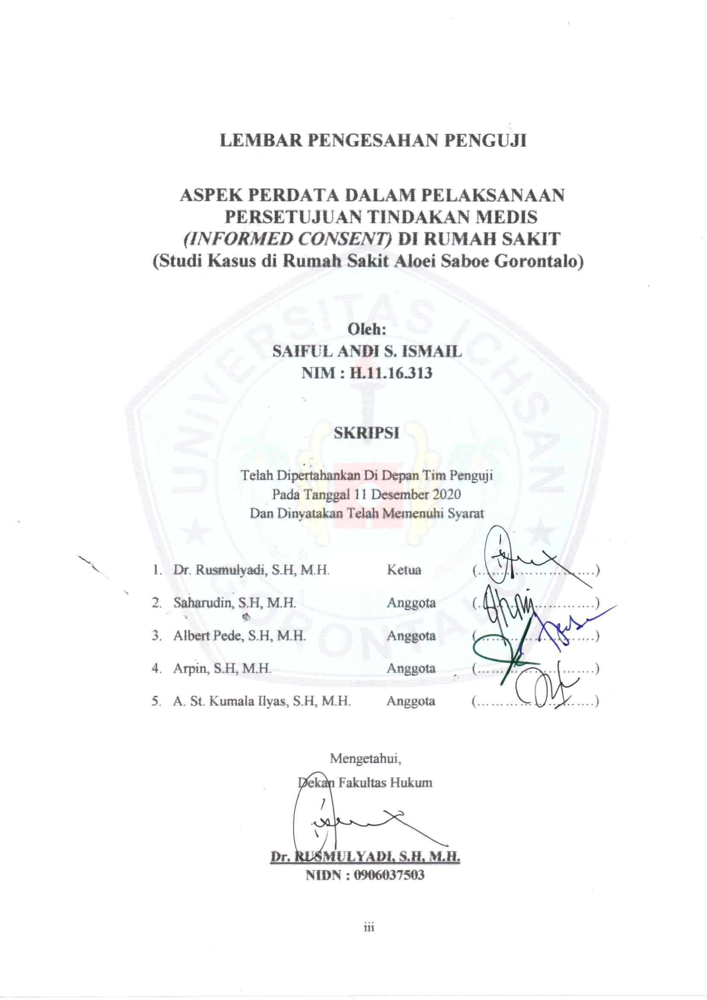 LEMBAR PENGESAHAN PENGUJI
ASPEK PERDATA DALAM PELAKSANAAN
PERSETUJUAN TINDAKAN MEDIS
(INFORMED CONSENT) DI RUMAH SAKIT
(Studi Kasus di Rumah Sakit Aloei Saboe Gorontalo)
UNIVERSITAS ICHSAN
GORONTALO
Oleh:
SAIFUL ANDI S. ISMAIL
NIM : H.11.16.313
SKRIPSI
Telah Dipertahankan Di Depan Tim Penguji
Pada Tanggal 11 Desember 2020
Dan Dinyatakan Telah Memenuhi Syarat
1. Dr. Rusmulyadi, S.H, M.H. Ketua (..........................)
2. Saharudin, S.H, M.H. Anggota (..........................)
3. Albert Pede, S.H, M.H. Anggota (..........................)
4. Arpin, S.H, M.H. Anggota (..........................)
5. A. St. Kumala Ilyas, S.H, M.H. Anggota (..........................)
Mengetahui,
Dekan Fakultas Hukum
Dr. RUSMULYADI, S.H, M.H.
NIDN : 0906037503
iii